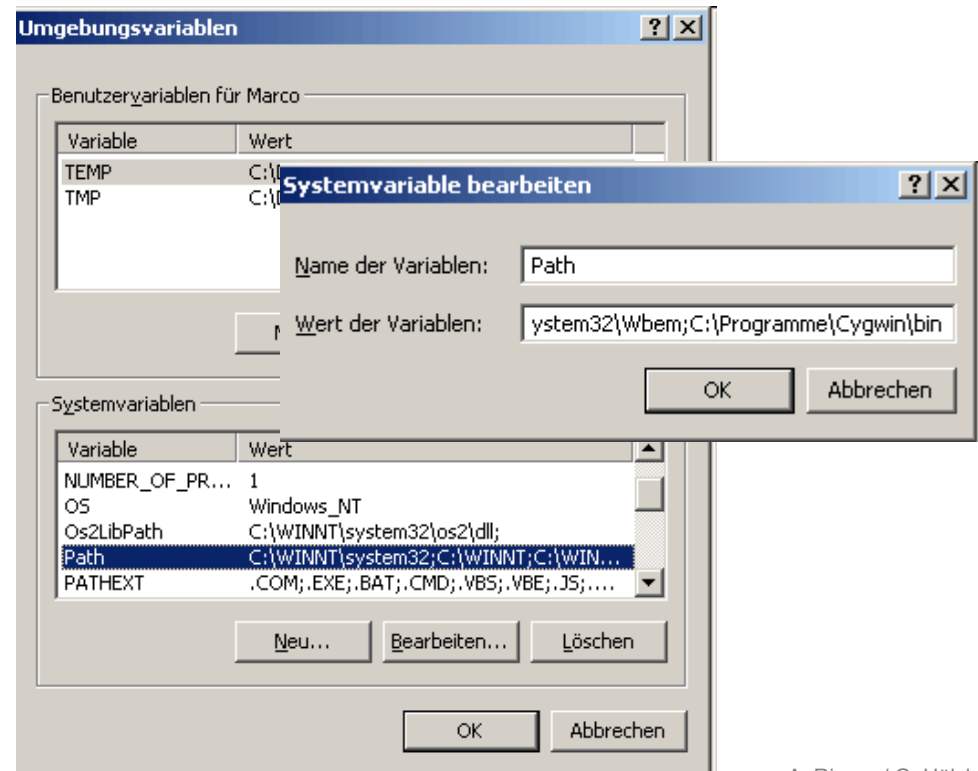 Umgebungsvariablen
Benutzervariablen für Marco
Variable Wert
TEMP C:\
TMP C:\
Systemvariable bearbeiten
Name der Variablen: Path
Wert der Variablen: ystem32\Wbem;C:\Programme\Cygwin\bin
OK Abbrechen
Systemvariablen
Variable Wert
NUMBER_OF_PR... 1
OS Windows_NT
Os2LibPath C:\WINNT\system32\os2\dll;
Path C:\WINNT\system32;C:\WINNT;C:\WIN...
PATHEXT .COM;.EXE;.BAT;.CMD;.VBS;.VBE;.JS;....
Neu... Bearbeiten... Löschen
OK Abbrechen